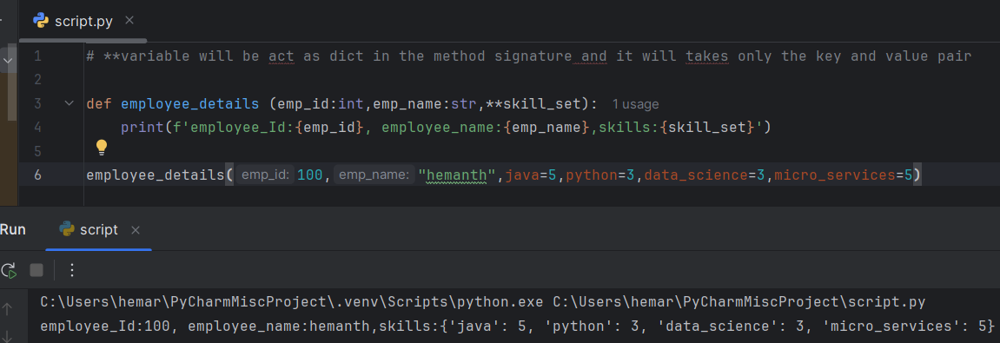 script.py
1 # **variable will be act as dict in the method signature and it will takes only the key and value pair
2
3 def employee_details (emp_id:int,emp_name:str,**skill_set): 1 usage
4 print(f'employee_Id:{emp_id}, employee_name:{emp_name},skills:{skill_set}')
5
6 employee_details( emp_id: 100, emp_name: "hemanth",java=5,python=3,data_science=3,micro_services=5)
Run script
C:\Users\hemar\PyCharmMiscProject\.venv\Scripts\python.exe C:\Users\hemar\PyCharmMiscProject\script.py
employee_Id:100, employee_name:hemanth,skills:{'java': 5, 'python': 3, 'data_science': 3, 'micro_services': 5}